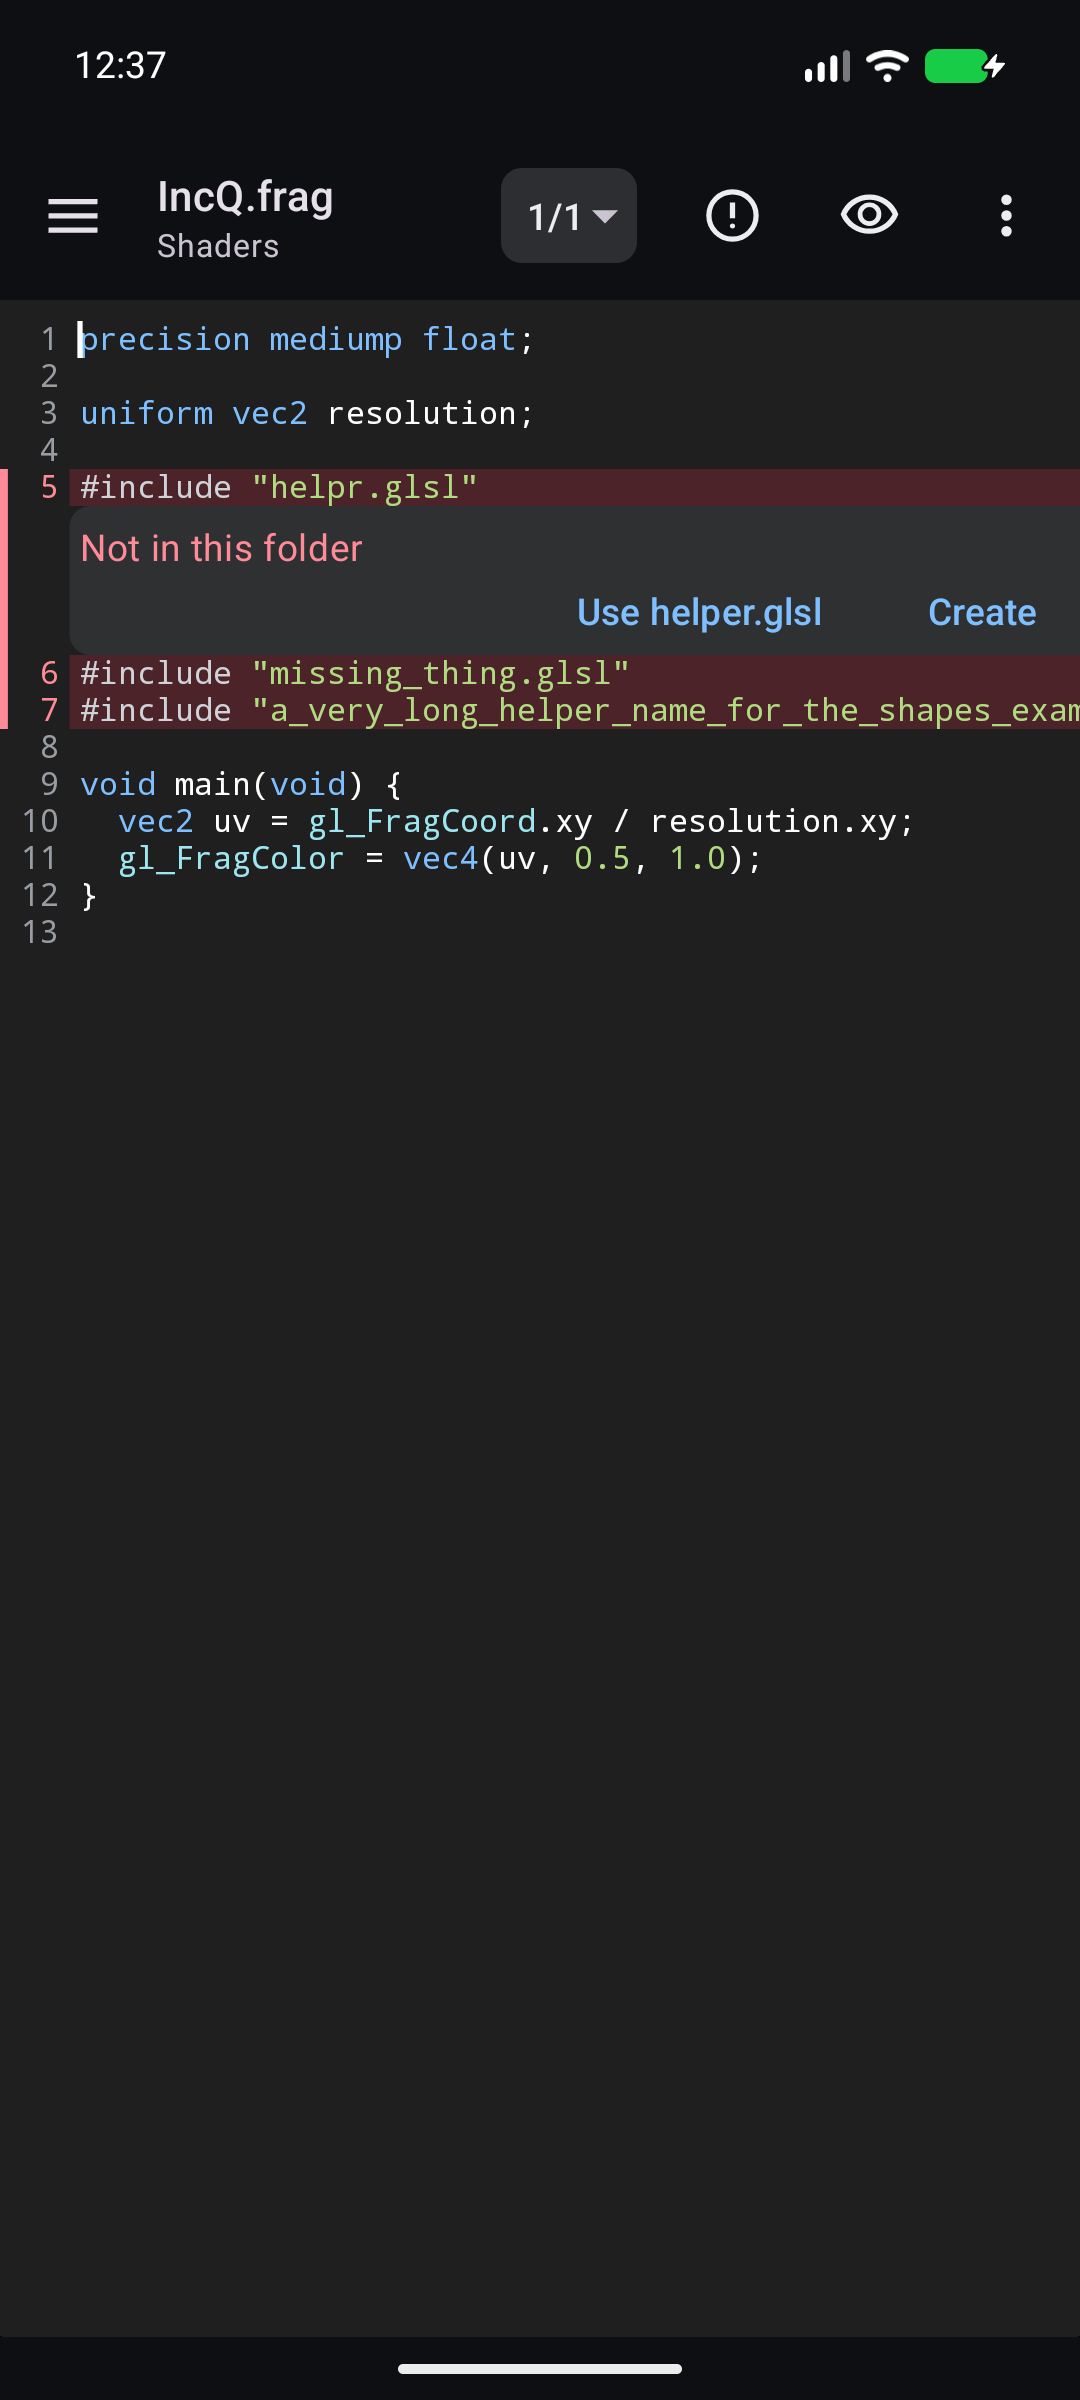 12:37
IncQ.frag
Shaders
1/1
1 precision mediump float;
2
3 uniform vec2 resolution;
4
5 #include "helpr.glsl"
Not in this folder
Use helper.glsl Create
6 #include "missing_thing.glsl"
7 #include "a_very_long_helper_name_for_the_shapes_exam
8
9 void main(void) {
10   vec2 uv = gl_FragCoord.xy / resolution.xy;
11   gl_FragColor = vec4(uv, 0.5, 1.0);
12 }
13